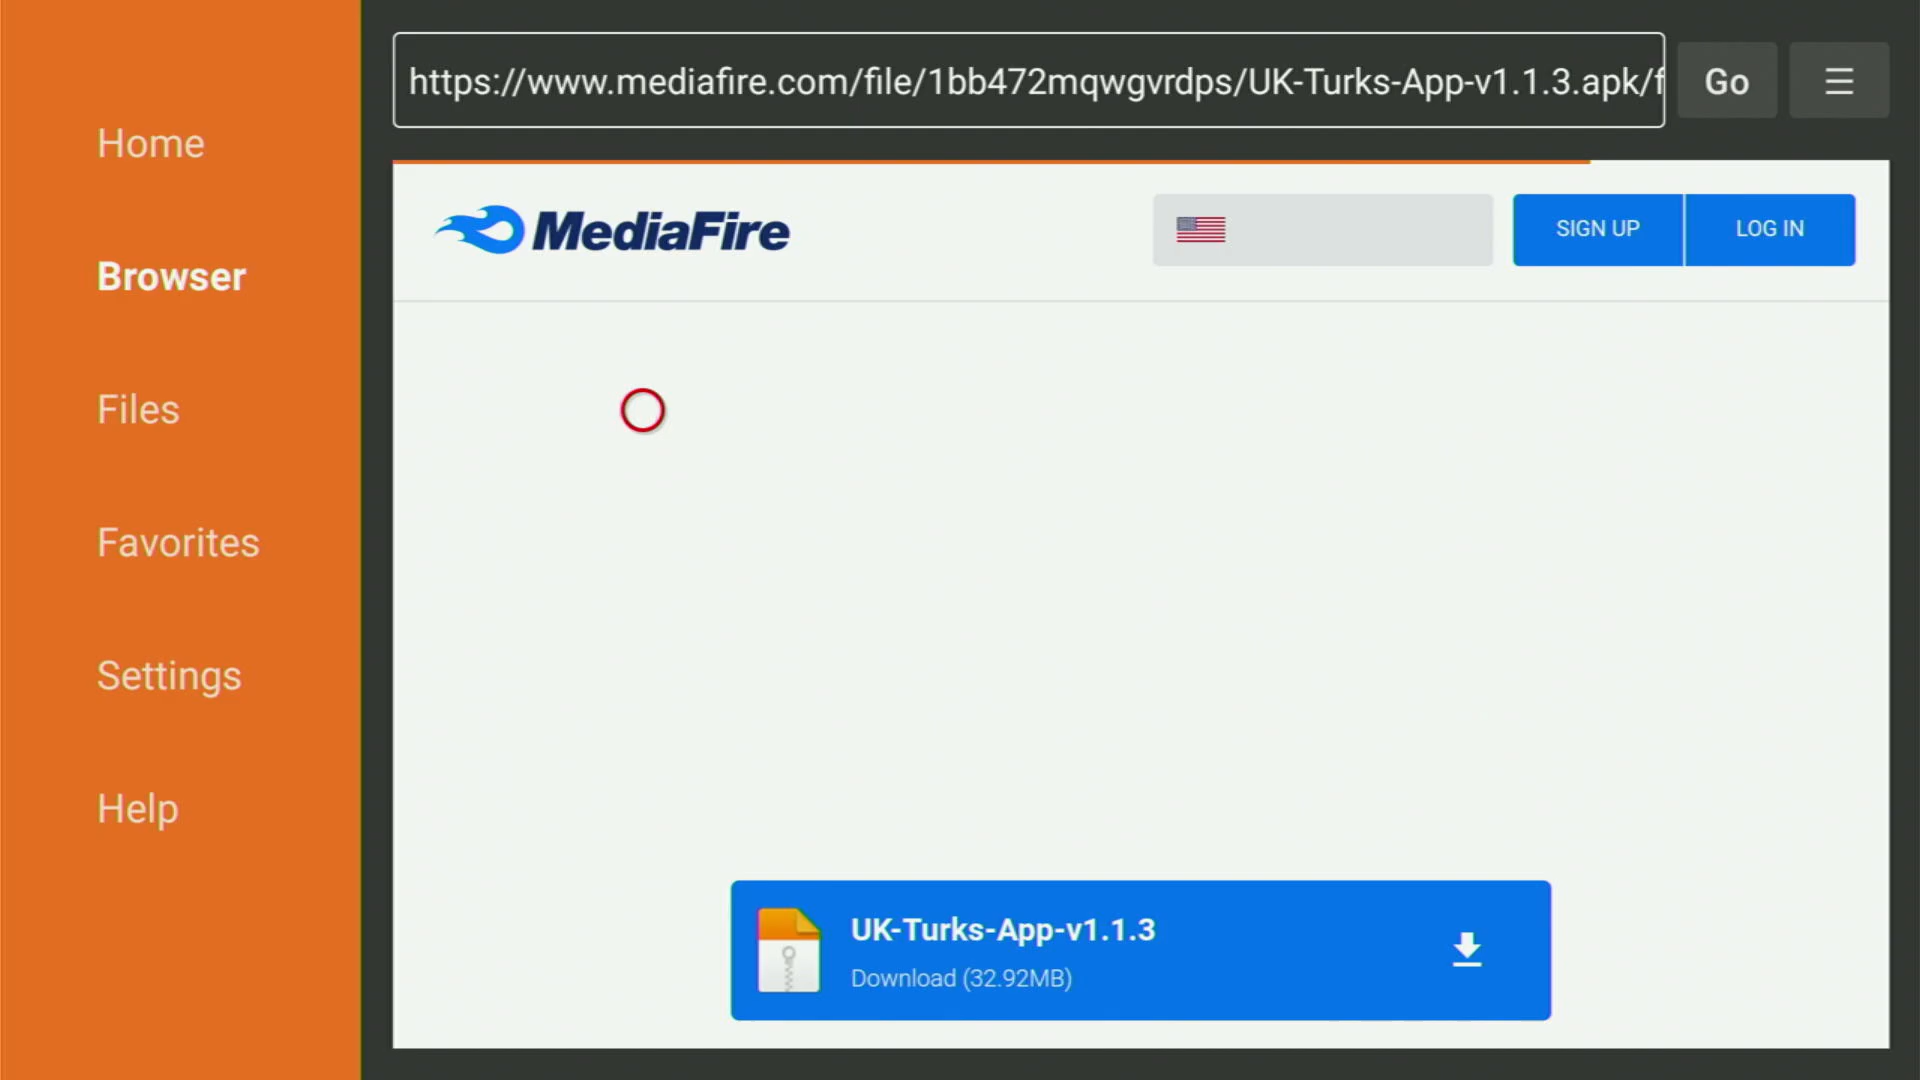 Home
Browser
Files
Favorites
Settings
Help
https://www.mediafire.com/file/1bb472mqwgvrdps/UK-Turks-App-v1.1.3.apk/f
Go
MediaFire
SIGN UP
LOG IN
UK-Turks-App-v1.1.3
Download (32.92MB)